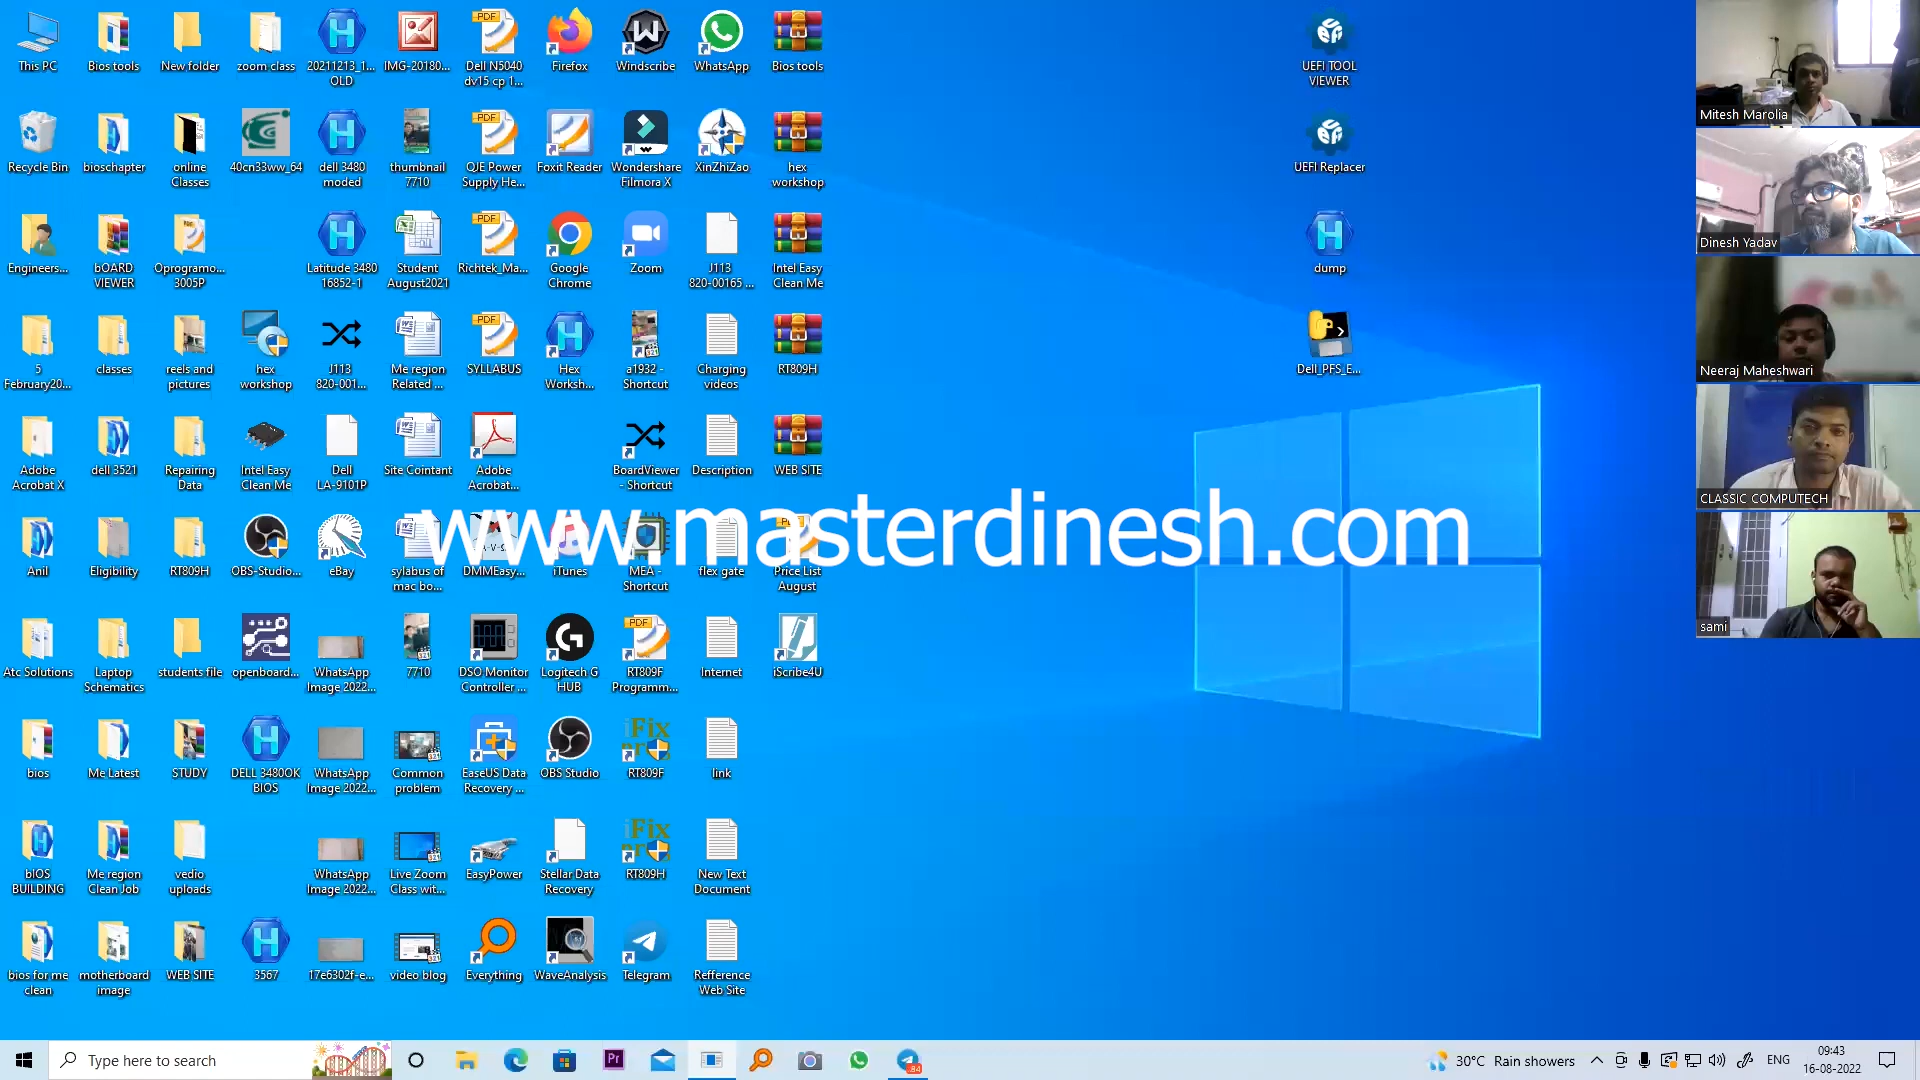 This PC
Bios tools
New folder
zoom class
20211213_1...
OLD
IMG-20180...
PDF
Dell N5040
dv15 cp 1...
Firefox
Windscribe
WhatsApp
Bios tools
UEFI TOOL
VIEWER
Mitesh Marolia
Recycle Bin
bioschapter
online
Classes
40cn33ww_64
dell 3480
moded
thumbnail
7710
PDF
QJE Power
Supply He...
Foxit Reader
Wondershare
Filmora X
XinZhiZao
hex
workshop
UEFI Replacer
Dinesh Yadav
Engineers...
bOARD
VIEWER
Oprogramo...
3005P
Latitude 3480
16852-1
Student
August2021
PDF
Richtek_Ma...
Google
Chrome
Zoom
J113
820-00165 ...
Intel Easy
Clean Me
dump
Neeraj Maheshwari
5
February20...
classes
reels and
pictures
hex
workshop
J113
820-001...
Me region
Related ...
PDF
SYLLABUS
Hex
Worksh...
a1932 -
Shortcut
Charging
videos
RT809H
Dell_PFS_E...
Adobe
Acrobat X
dell 3521
Repairing
Data
Intel Easy
Clean Me
Dell
LA-9101P
Site Cointant
Adobe
Acrobat...
BoardViewer
- Shortcut
Description
WEB SITE
CLASSIC COMPUTECH
www.masterdinesh.com
Anil
Eligibility
RT809H
OBS-Studio...
eBay
sylabus of
mac bo...
DMMEasy...
iTunes
MEA -
Shortcut
flex gate
Price List
August
sami
Atc Solutions
Laptop
Schematics
students file
openboard...
WhatsApp
Image 2022...
7710
DSO Monitor
Controller ...
Logitech G
HUB
PDF
RT809F
Programm...
Internet
iScribe4U
bios
Me Latest
STUDY
DELL 3480OK
BIOS
WhatsApp
Image 2022...
Common
problem
EaseUS Data
Recovery ...
OBS Studio
RT809F
link
bIOS
BUILDING
Me region
Clean Job
vedio
uploads
WhatsApp
Image 2022...
Live Zoom
Class wit...
EasyPower
Stellar Data
Recovery
RT809H
New Text
Document
bios for me
clean
motherboard
image
WEB SITE
3567
17e6302f-e...
video blog
Everything
WaveAnalysis
Telegram
Refference
Web Site
Type here to search
Pr
84
30°C Rain showers
ENG
09:43
16-08-2022